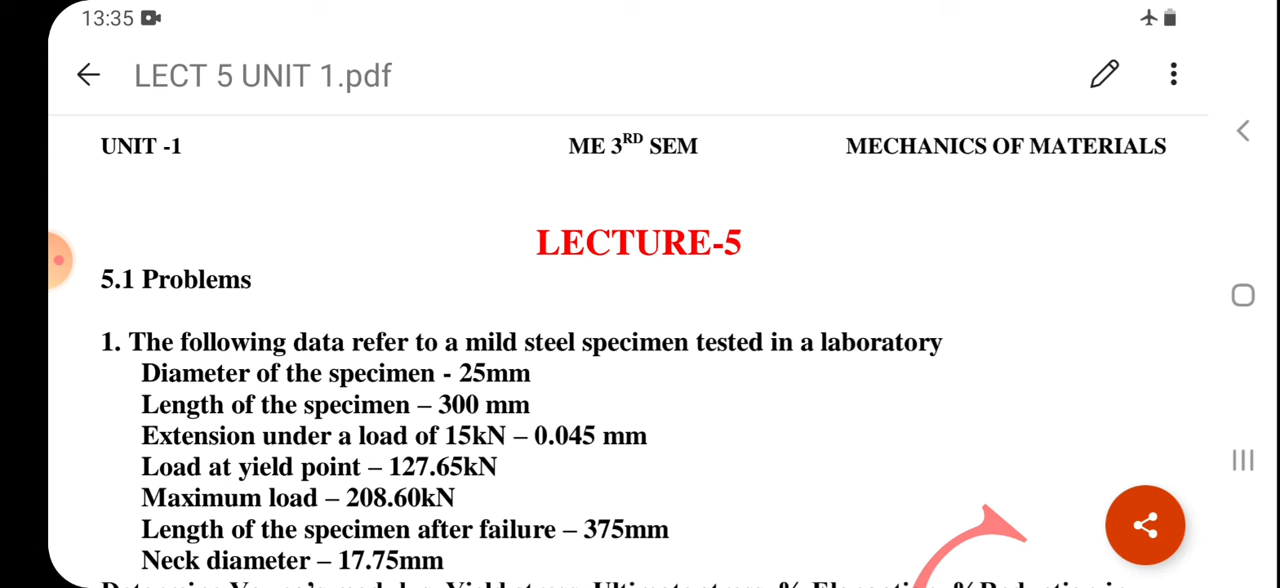 13:35
LECT 5 UNIT 1.pdf
UNIT -1 ME 3RD SEM MECHANICS OF MATERIALS
LECTURE-5
5.1 Problems
1. The following data refer to a mild steel specimen tested in a laboratory
Diameter of the specimen - 25mm
Length of the specimen – 300 mm
Extension under a load of 15kN – 0.045 mm
Load at yield point – 127.65kN
Maximum load – 208.60kN
Length of the specimen after failure – 375mm
Neck diameter – 17.75mm